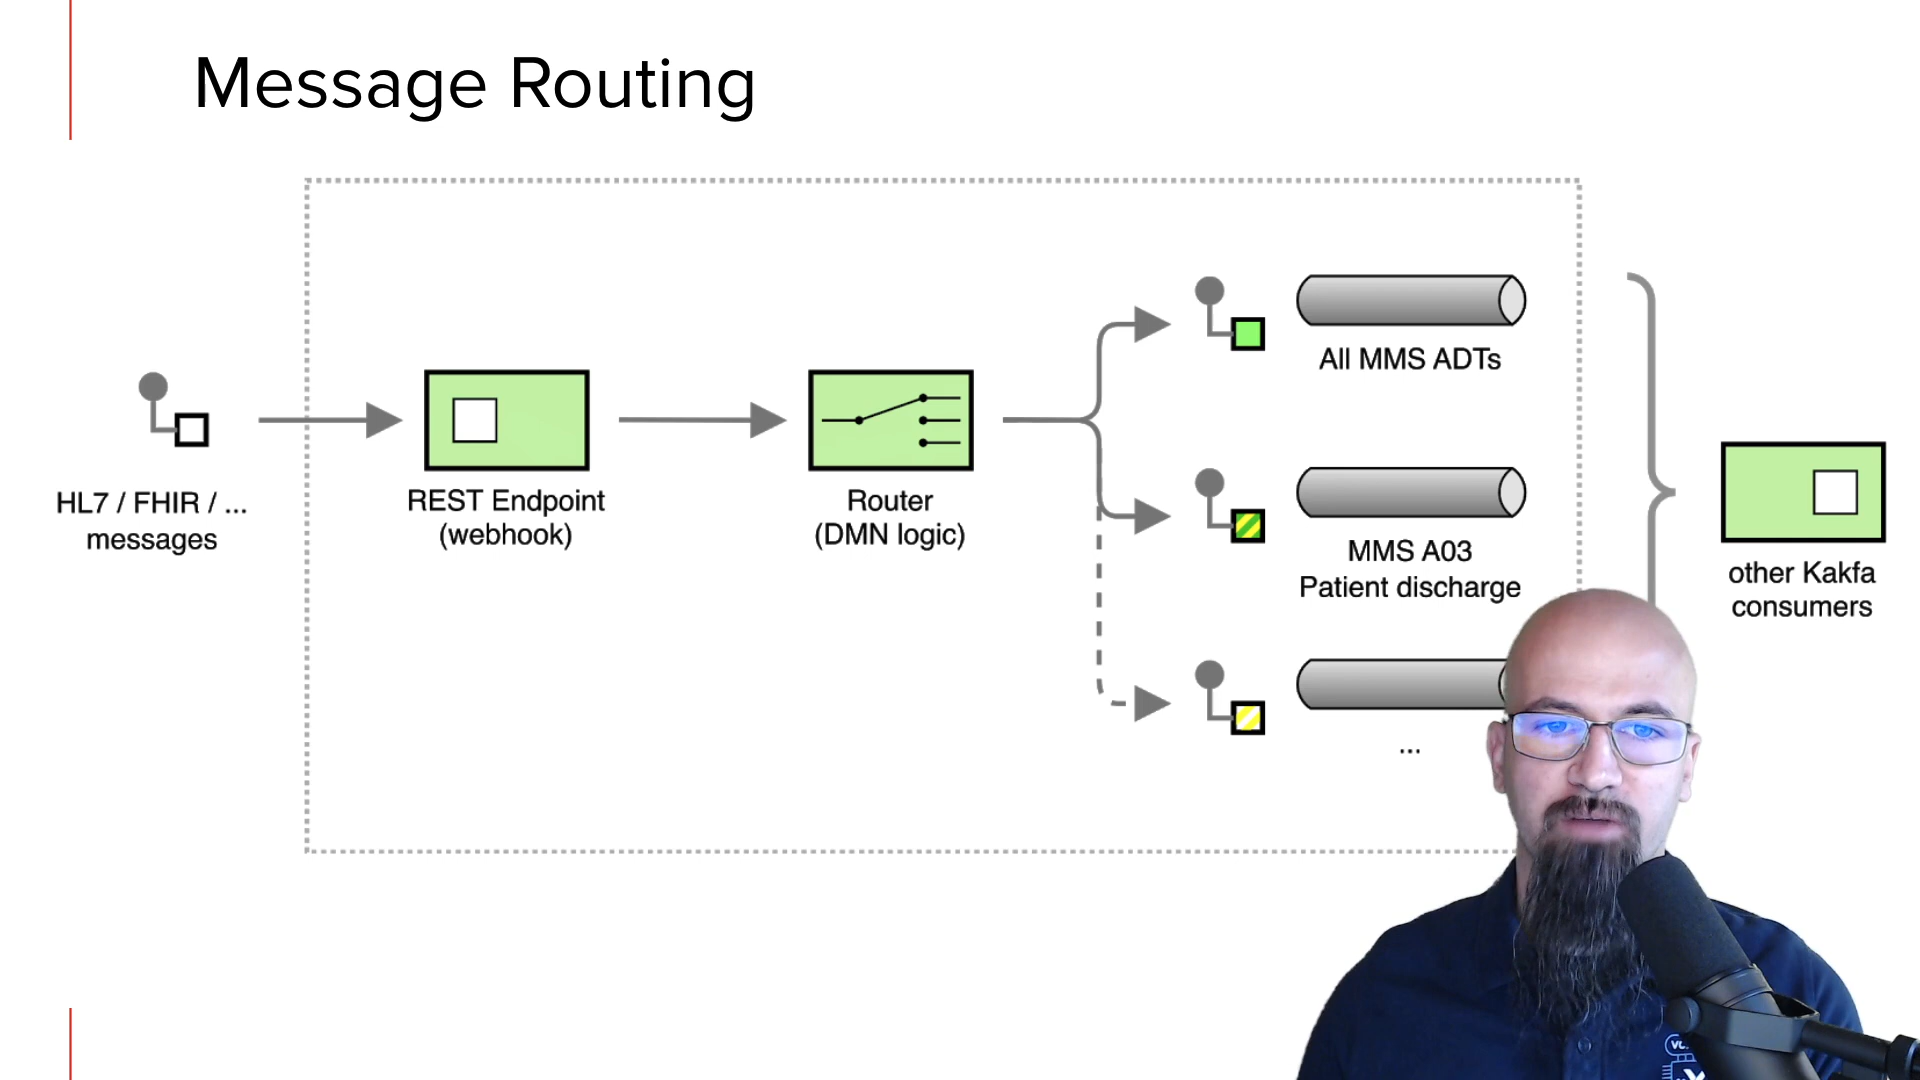 Message Routing
HL7 / FHIR / ...
messages
REST Endpoint
(webhook)
Router
(DMN logic)
All MMS ADTs
MMS A03
Patient discharge
...
other Kakfa
consumers